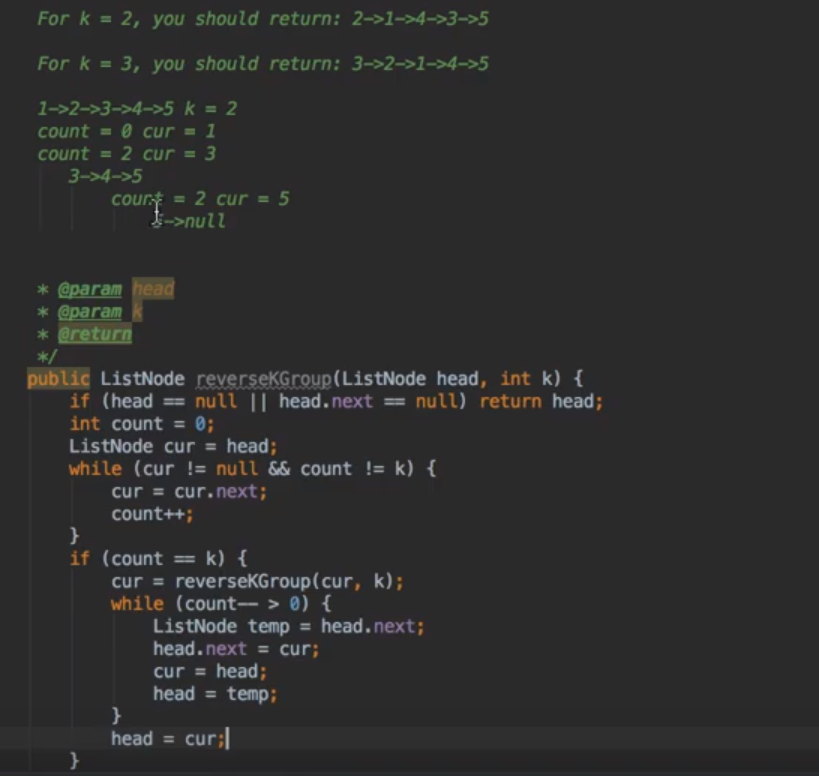 For k = 2, you should return: 2->1->4->3->5
For k = 3, you should return: 3->2->1->4->5
1->2->3->4->5 k = 2
count = 0 cur = 1
count = 2 cur = 3
3->4->5
count = 2 cur = 5
->null
* @param head
* @param k
* @return
*/
public ListNode reverseKGroup(ListNode head, int k) {
if (head == null || head.next == null) return head;
int count = 0;
ListNode cur = head;
while (cur != null && count != k) {
cur = cur.next;
count++;
}
if (count == k) {
cur = reverseKGroup(cur, k);
while (count-- > 0) {
ListNode temp = head.next;
head.next = cur;
cur = head;
head = temp;
}
head = cur;
}